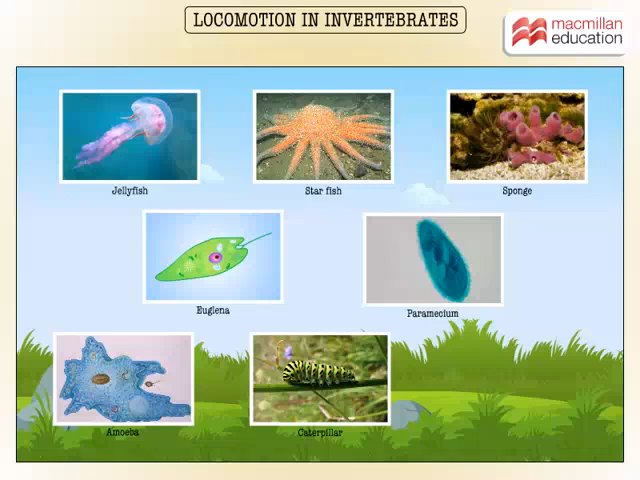 LOCOMOTION IN INVERTEBRATES
macmillan
education
Jellyfish
Star fish
Sponge
Euglena
Paramecium
Amoeba
Caterpillar